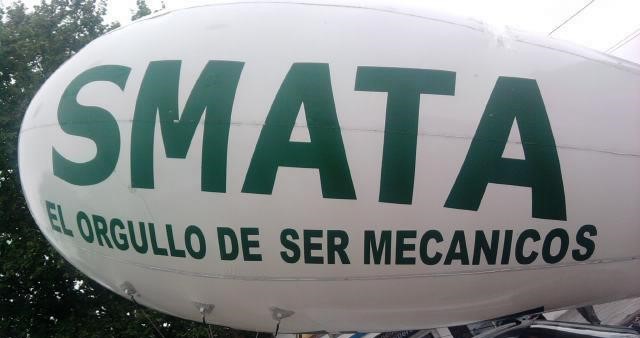 SMATA
EL ORGULLO DE SER MECANICOS